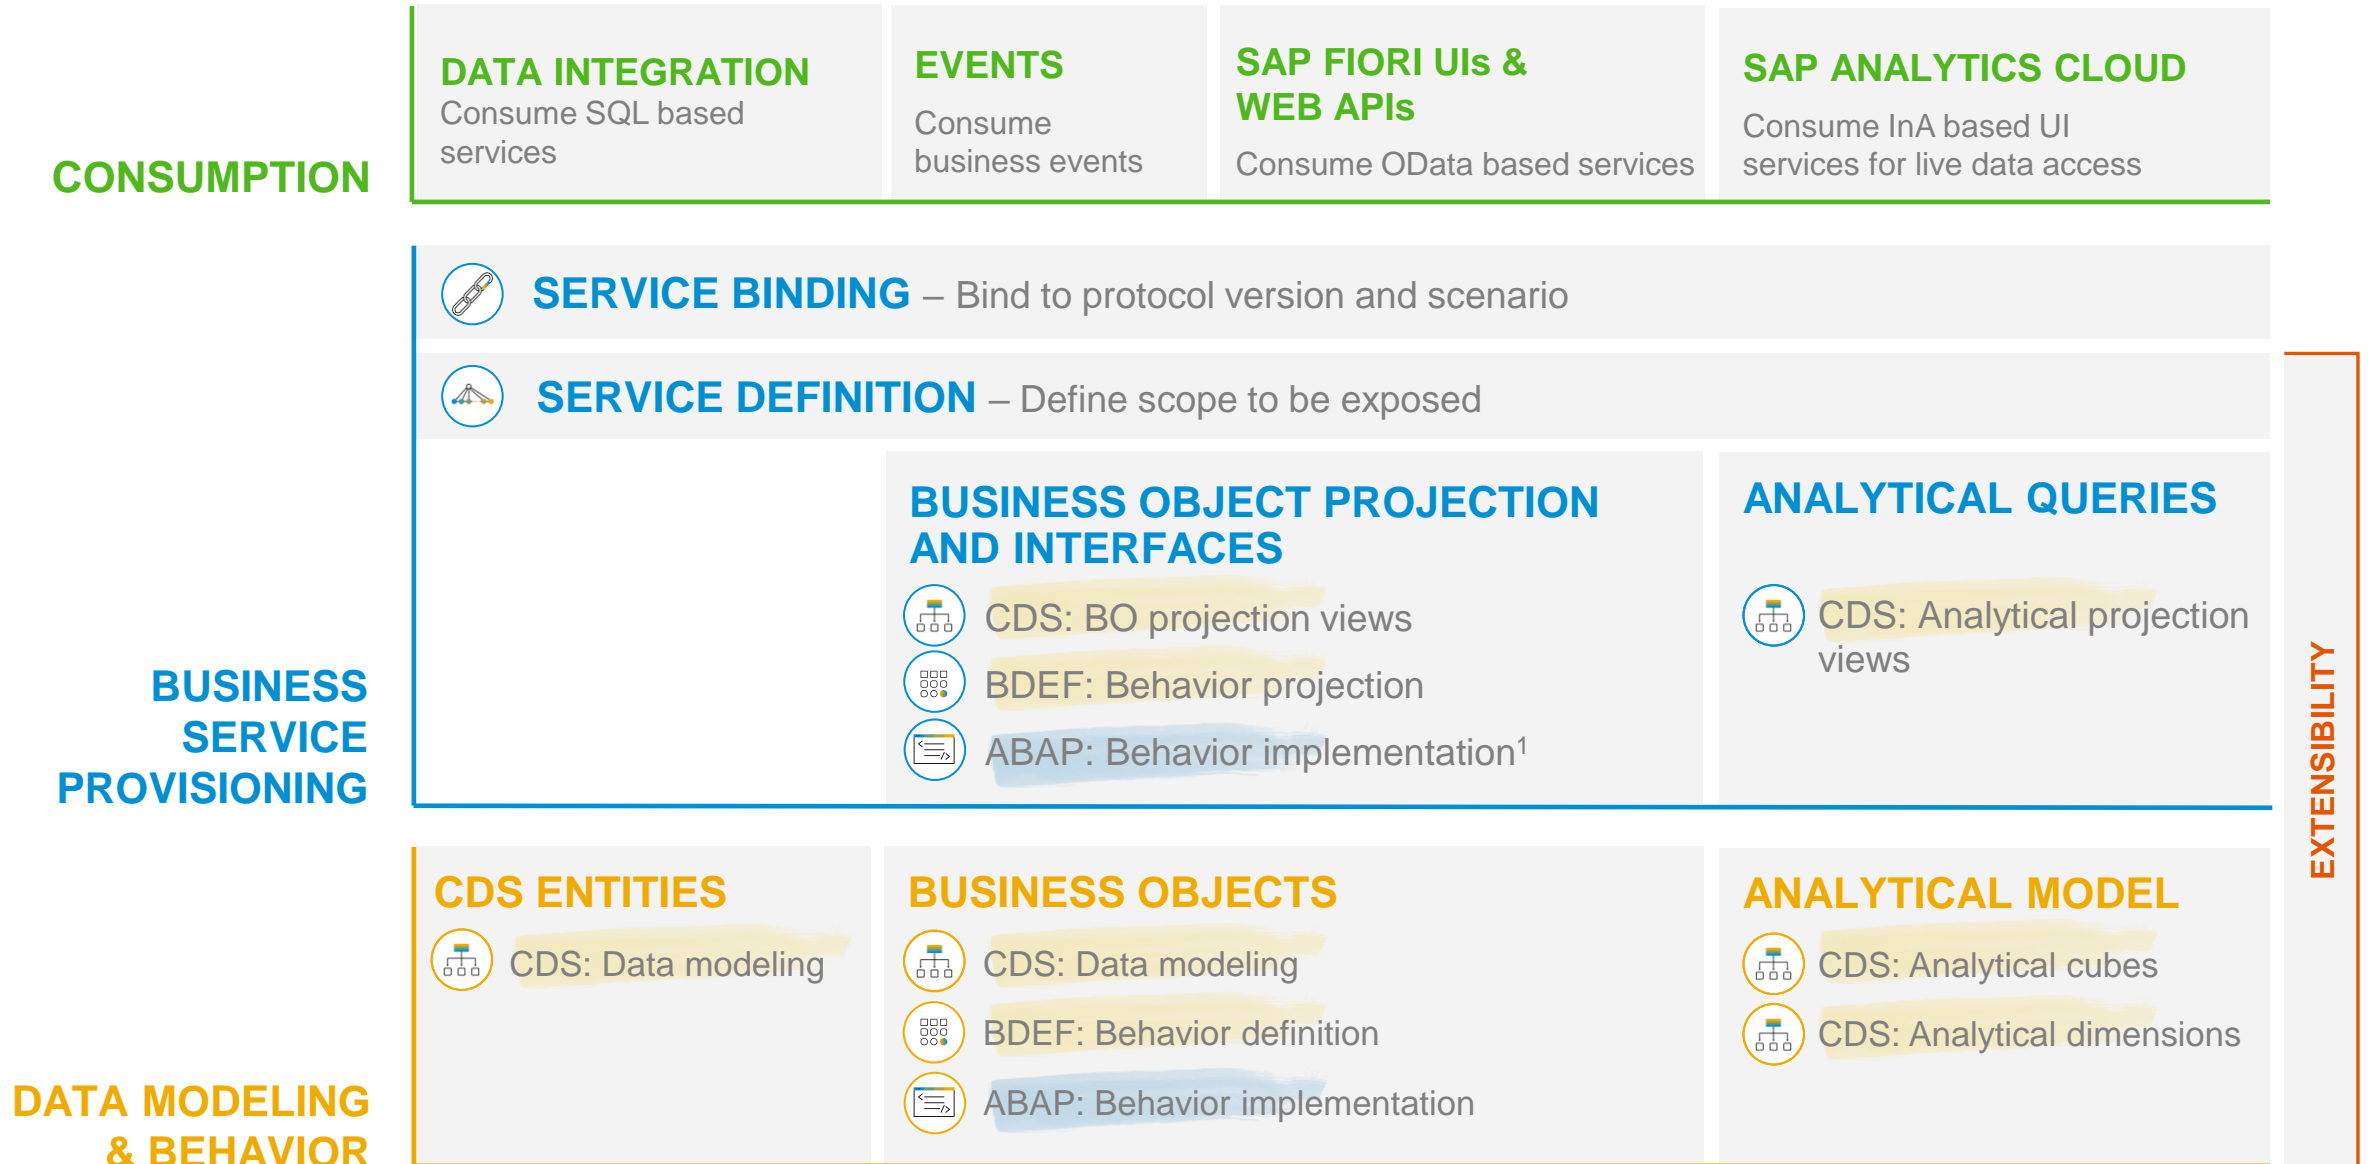 CONSUMPTION
DATA INTEGRATION
Consume SQL based
services
EVENTS
Consume
business events
SAP FIORI UIs &
WEB APIs
Consume OData based services
SAP ANALYTICS CLOUD
Consume InA based UI
services for live data access
BUSINESS
SERVICE
PROVISIONING
SERVICE BINDING – Bind to protocol version and scenario
SERVICE DEFINITION – Define scope to be exposed
BUSINESS OBJECT PROJECTION
AND INTERFACES
CDS: BO projection views
BDEF: Behavior projection
ABAP: Behavior implementation¹
ANALYTICAL QUERIES
CDS: Analytical projection
views
EXTENSIBILITY
DATA MODELING
& BEHAVIOR
CDS ENTITIES
CDS: Data modeling
BUSINESS OBJECTS
CDS: Data modeling
BDEF: Behavior definition
ABAP: Behavior implementation
ANALYTICAL MODEL
CDS: Analytical cubes
CDS: Analytical dimensions